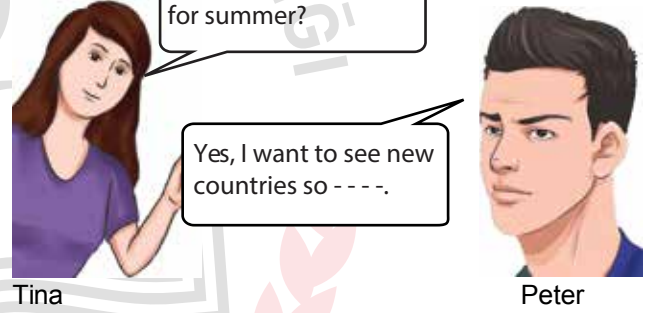 for summer?
Yes, I want to see new
countries so - - - -.
Tina
Peter